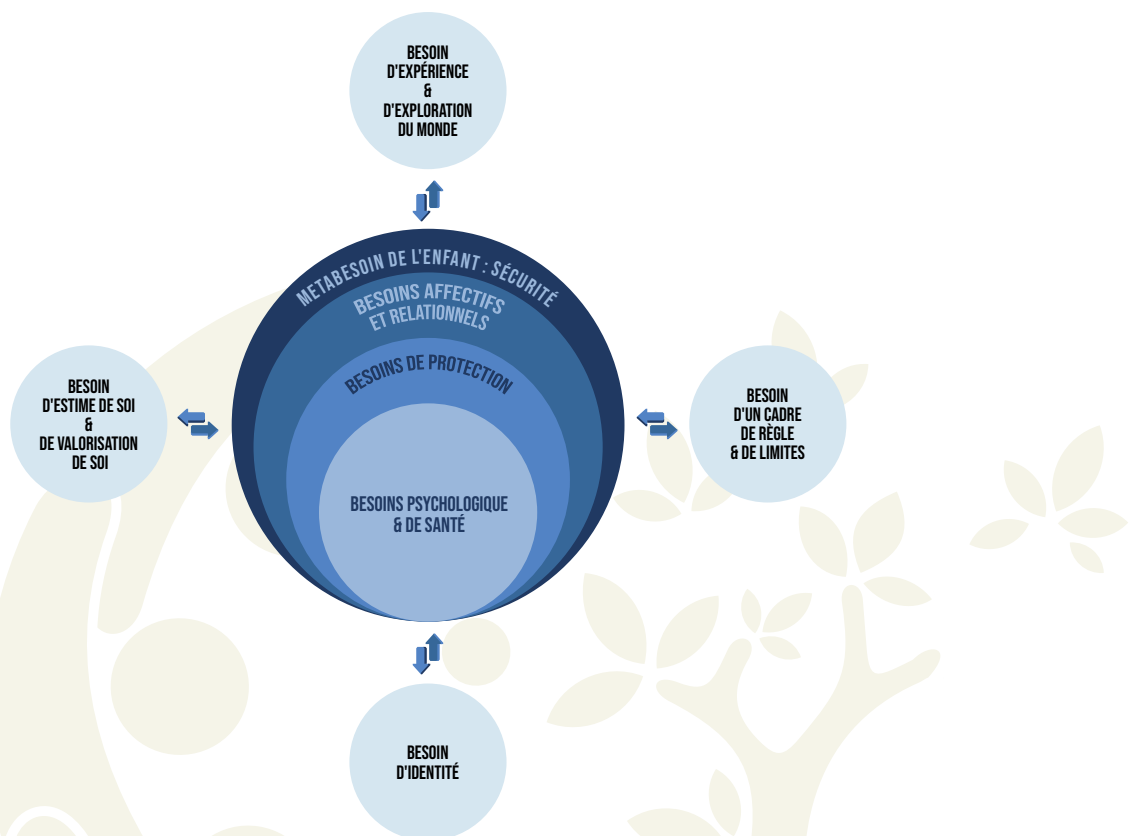 BESOIN
D'EXPÉRIENCE
&
D'EXPLORATION
DU MONDE
METABESOIN DE L'ENFANT : SÉCURITÉ
BESOINS AFFECTIFS
ET RELATIONNELS
BESOINS DE PROTECTION
BESOINS PSYCHOLOGIQUE
& DE SANTÉ
BESOIN
D'ESTIME DE SOI
&
DE VALORISATION
DE SOI
BESOIN
D'UN CADRE
DE RÈGLE
& DE LIMITES
BESOIN
D'IDENTITÉ